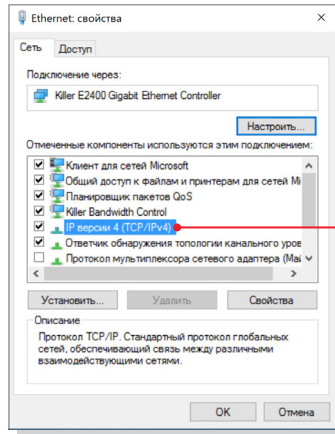 Ethernet: свойства
Сеть Доступ
Подключение через:
Killer E2400 Gigabit Ethernet Controller
Настроить...
Отмеченные компоненты используются этим подключением:
Клиент для сетей Microsoft
Общий доступ к файлам и принтерам для сетей Mi
Планировщик пакетов QoS
Killer Bandwidth Control
IP версии 4 (TCP/IPv4)
Ответчик обнаружения топологии канального уров
Протокол мультиплексора сетевого адаптера (Май
Установить... Удалить Свойства
Описание
Протокол TCP/IP. Стандартный протокол глобальных
сетей, обеспечивающий связь между различными
взаимодействующими сетями.
OK Отмена